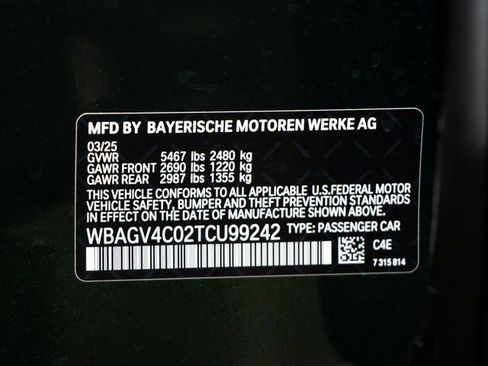 MFD BY BAYERISCHE MOTOREN WERKE AG
03/25
GVWR 5467 lbs 2480 kg
GAWR FRONT 2690 lbs 1220 kg
GAWR REAR 2987 lbs 1355 kg
THIS VEHICLE CONFORMS TO ALL APPLICABLE U.S.FEDERAL MOTOR
VEHICLE SAFETY, BUMPER AND THEFT PREVENTION STANDARDS
IN EFFECT ON THE DATE OF MANUFACTURE SHOWN ABOVE.
WBAGV4C02TCU99242 TYPE: PASSENGER CAR
C4E
7 315 814